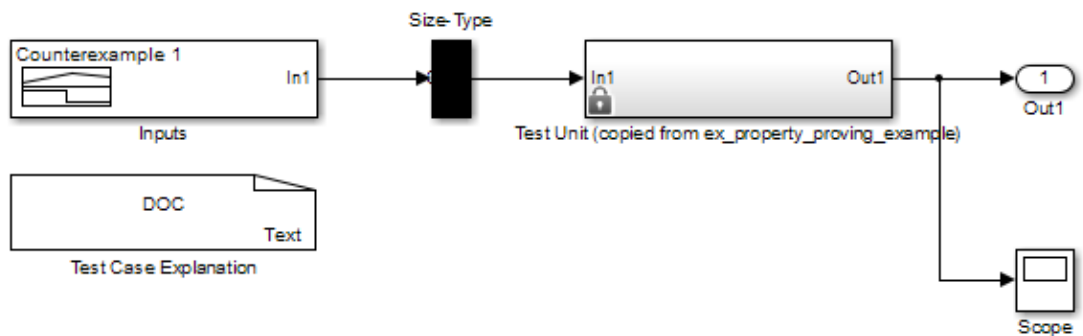 Size-Type
Counterexample 1
In1
In1
Out1
1
Out1
Inputs
Test Unit (copied from ex_property_proving_example)
DOC
Text
Test Case Explanation
Scope